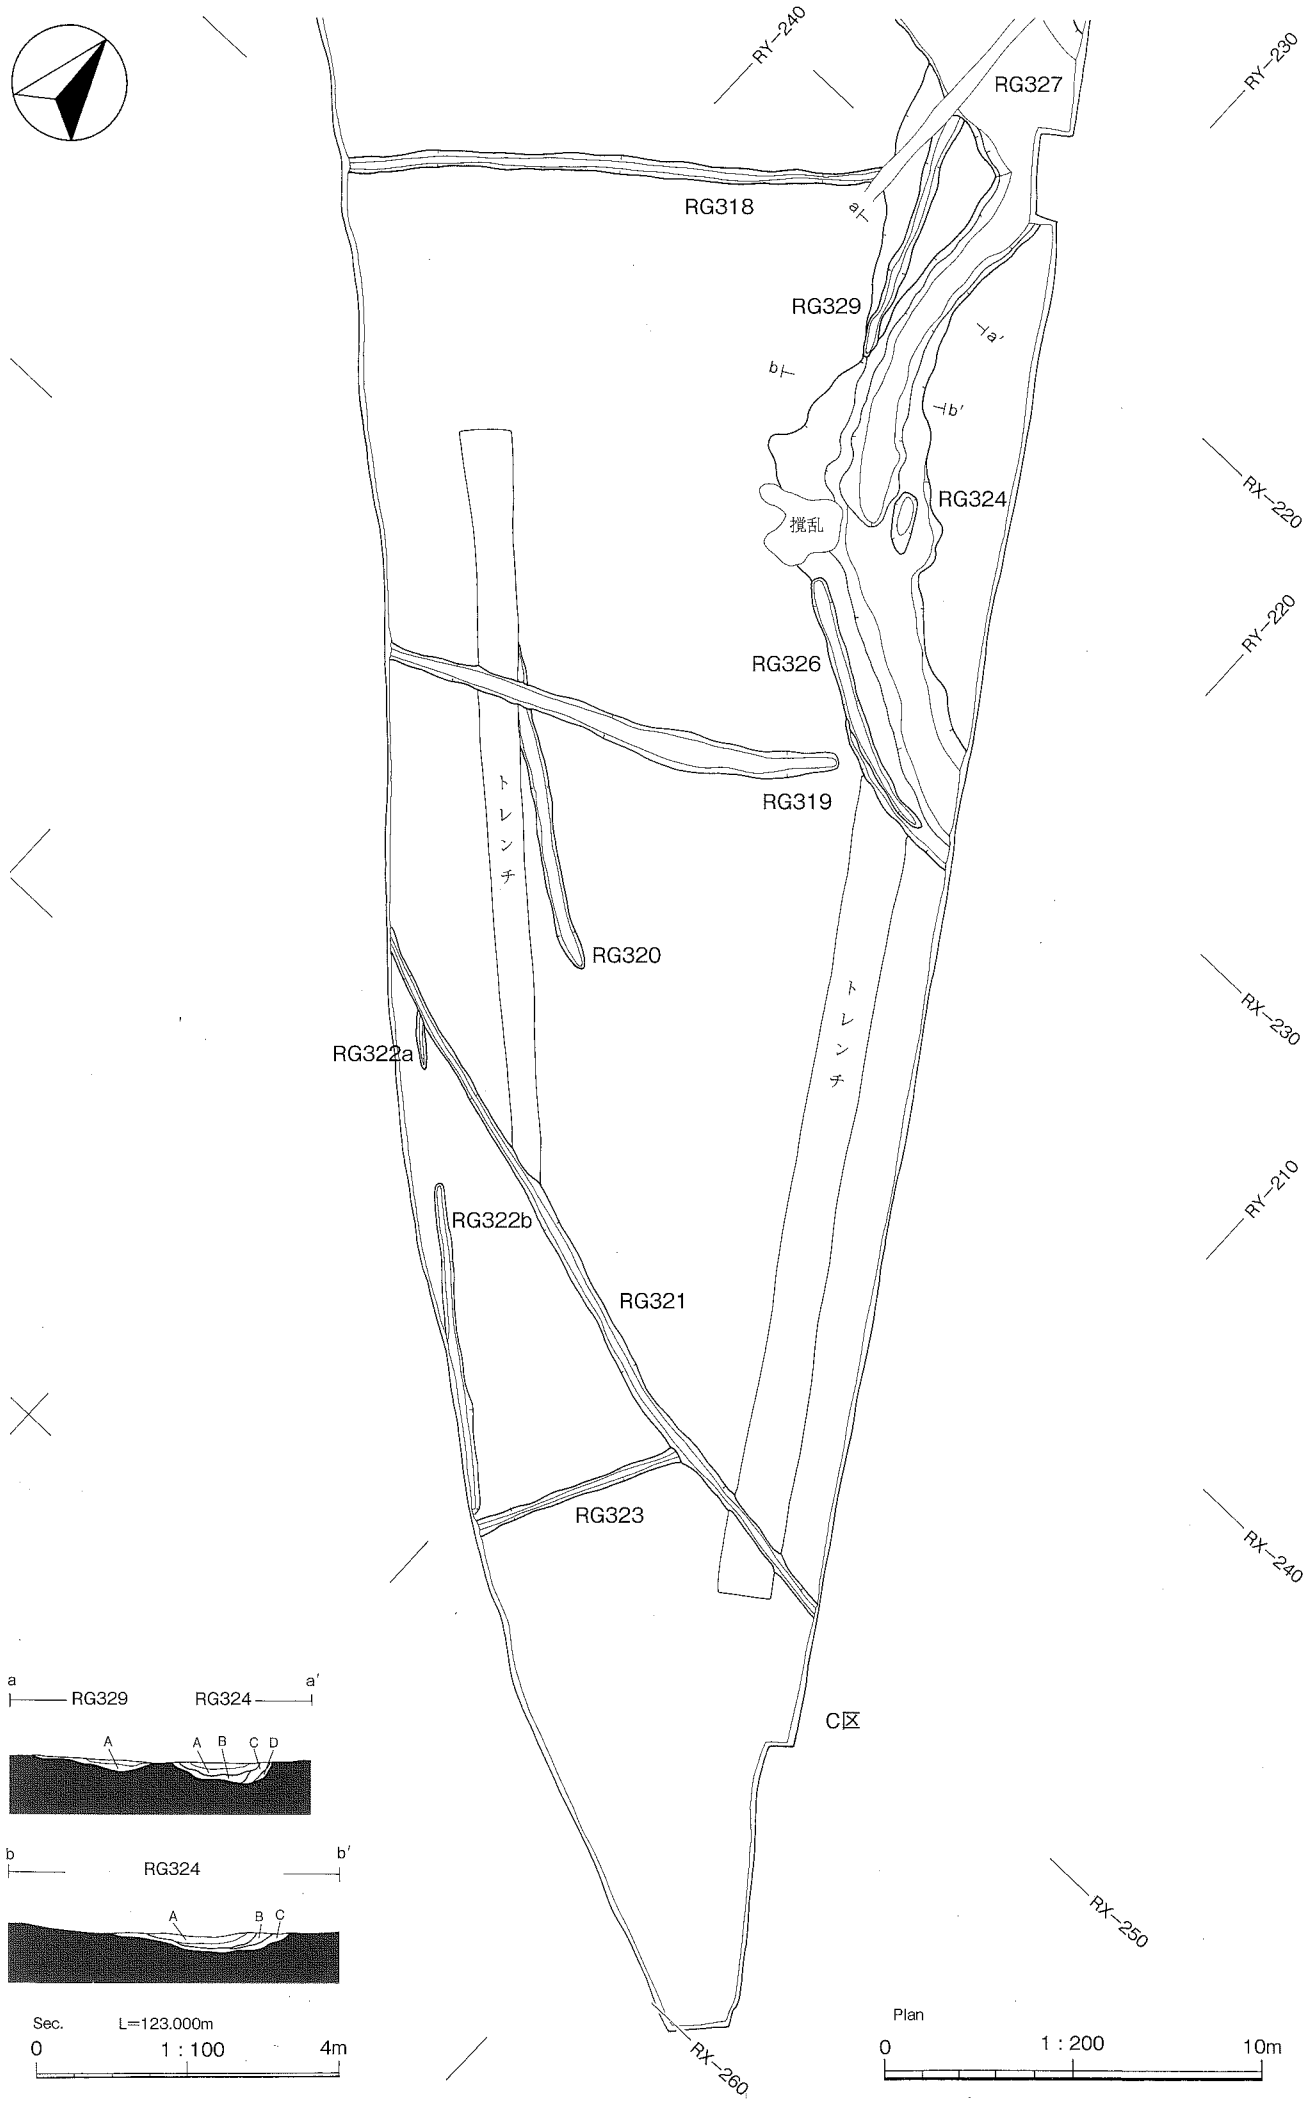 RY-240
RY-230
RG327
RG318
a
RG329
a'
b
b'
RX-220
RG324
攪乱
RY-220
RG326
RG319
トレンチ
RG320
トレンチ
RX-230
RG322a
RY-210
RG322b
RG321
RG323
RX-240
C区
a a'
RG329 RG324
A A B C D
b b'
RG324
A B C
RX-250
Sec. L=123.000m
0 1:100 4m
RX-260
Plan
0 1:200 10m